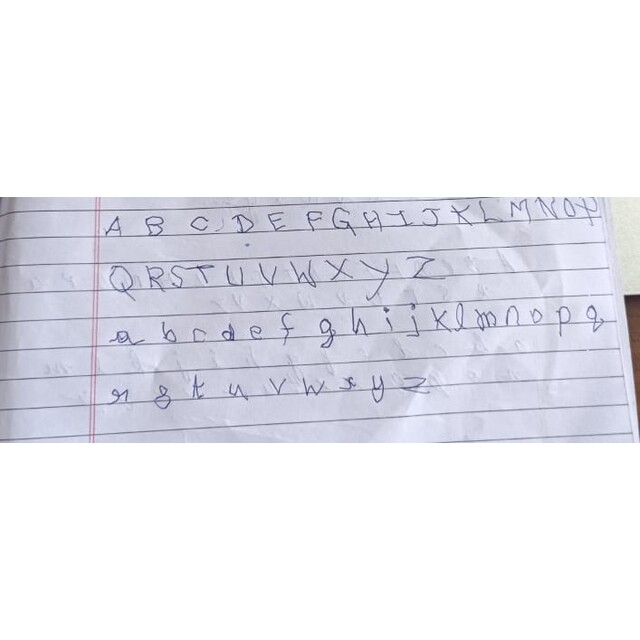 A B C D E F G H I J K L M N O P
Q R S T U V W X Y Z
a b c d e f g h i j k l m n o p q
r s t u v w x y z